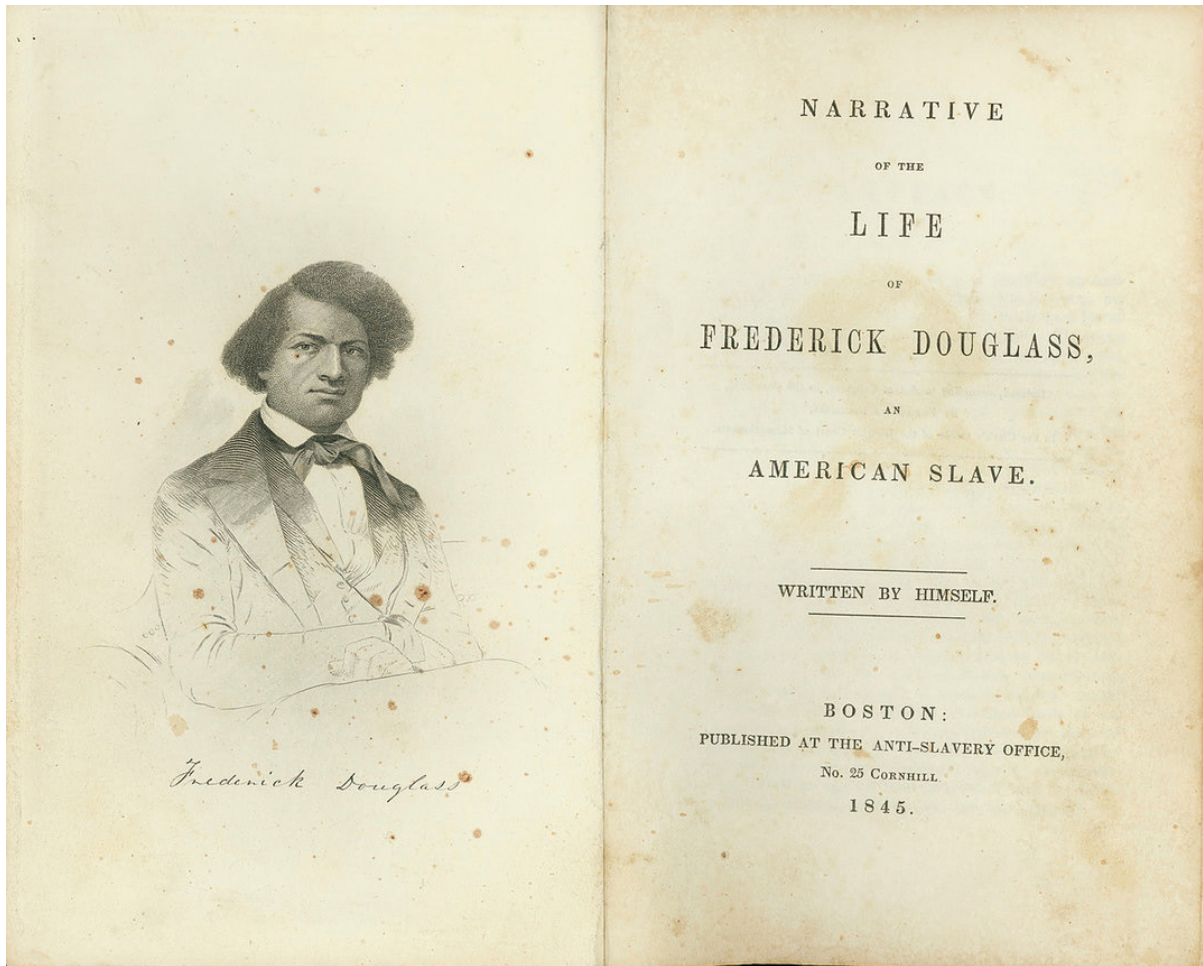 Frederick Douglass
NARRATIVE
OF THE
LIFE
OF
FREDERICK DOUGLASS,
AN
AMERICAN SLAVE.
WRITTEN BY HIMSELF.
BOSTON:
PUBLISHED AT THE ANTI-SLAVERY OFFICE,
No. 25 CORNHILL
1845.